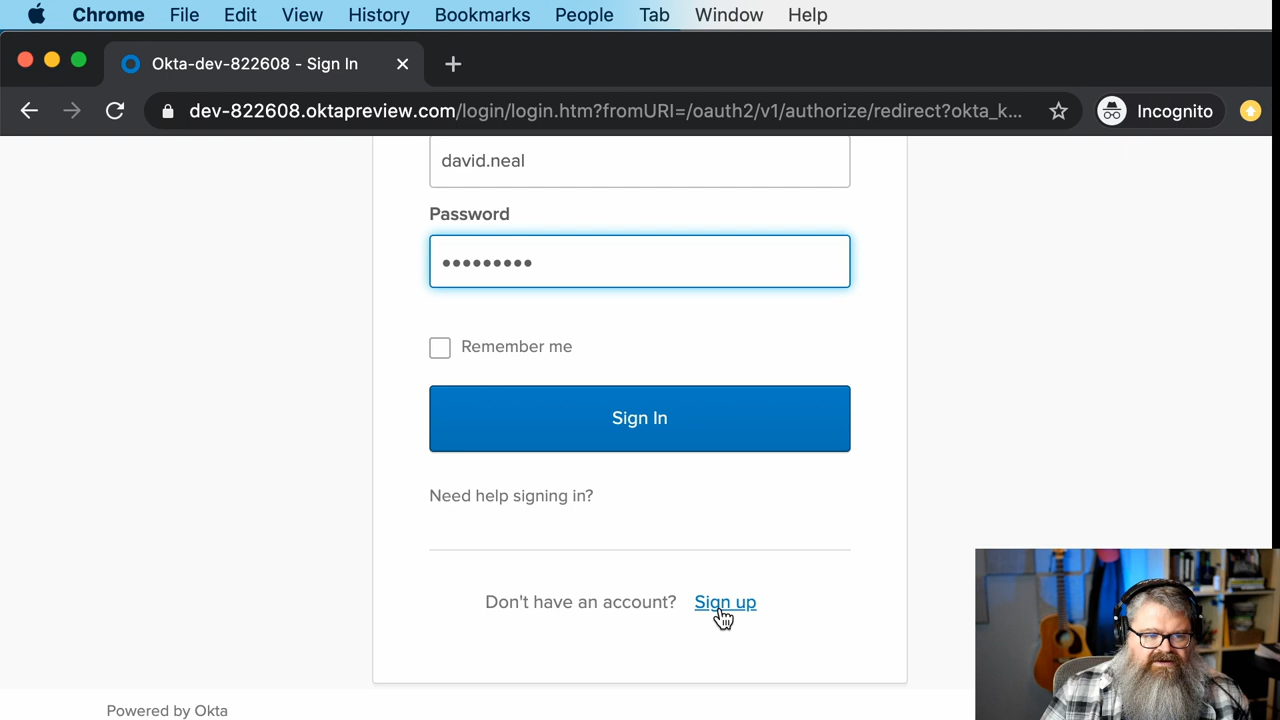 Chrome File Edit View History Bookmarks People Tab Window Help
Okta-dev-822608 - Sign In
dev-822608.oktapreview.com/login/login.htm?fromURI=/oauth2/v1/authorize/redirect?okta_k... Incognito
david.neal
Password
•••••••••
Remember me
Sign In
Need help signing in?
Don't have an account? Sign up
Powered by Okta